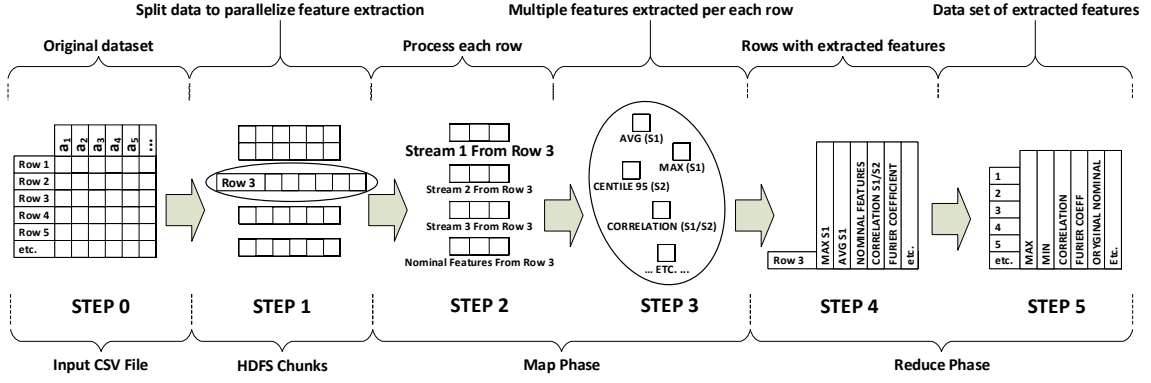 Split data to parallelize feature extraction
Multiple features extracted per each row
Data set of extracted features
Original dataset
Process each row
Rows with extracted features
a1
a2
a3
a4
a5
...
Row 1
Row 2
Row 3
Row 4
Row 5
etc.
Row 3
Stream 1 From Row 3
Stream 2 From Row 3
Stream 3 From Row 3
Nominal Features From Row 3
AVG (S1)
MAX (S1)
CENTILE 95 (S2)
CORRELATION (S1/S2)
... ETC. ...
Row 3
MAX S1
AVG S1
NOMINAL FEATURES
CORRELATION S1/S2
FURIER COEFFICIENT
etc.
1
2
3
4
5
etc.
MAX
MIN
CORRELATION
FURIER COEFF
ORYGINAL NOMINAL
Etc.
STEP 0
STEP 1
STEP 2
STEP 3
STEP 4
STEP 5
Input CSV File
HDFS Chunks
Map Phase
Reduce Phase